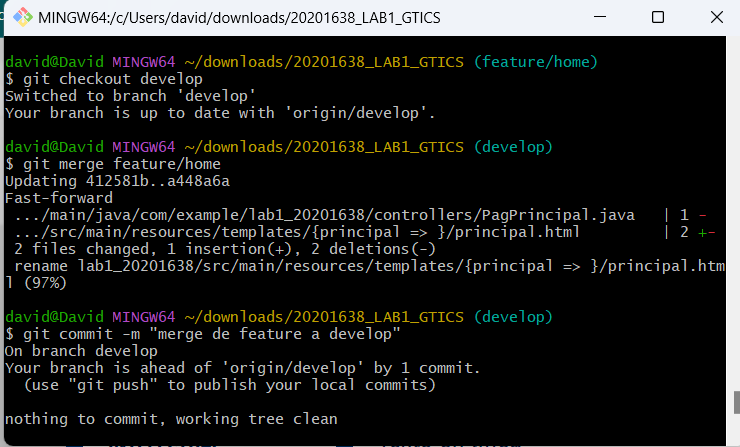 MINGW64:/c/Users/david/downloads/20201638_LAB1_GTICS
david@David MINGW64 ~/downloads/20201638_LAB1_GTICS (feature/home)
$ git checkout develop
Switched to branch 'develop'
Your branch is up to date with 'origin/develop'.
david@David MINGW64 ~/downloads/20201638_LAB1_GTICS (develop)
$ git merge feature/home
Updating 412581b..a448a6a
Fast-forward
.../main/java/com/example/lab1_20201638/controllers/PagPrincipal.java | 1 -
.../src/main/resources/templates/{principal => }/principal.html | 2 +-
2 files changed, 1 insertion(+), 2 deletions(-)
rename lab1_20201638/src/main/resources/templates/{principal => }/principal.htm
l (97%)
david@David MINGW64 ~/downloads/20201638_LAB1_GTICS (develop)
$ git commit -m "merge de feature a develop"
On branch develop
Your branch is ahead of 'origin/develop' by 1 commit.
(use "git push" to publish your local commits)
nothing to commit, working tree clean